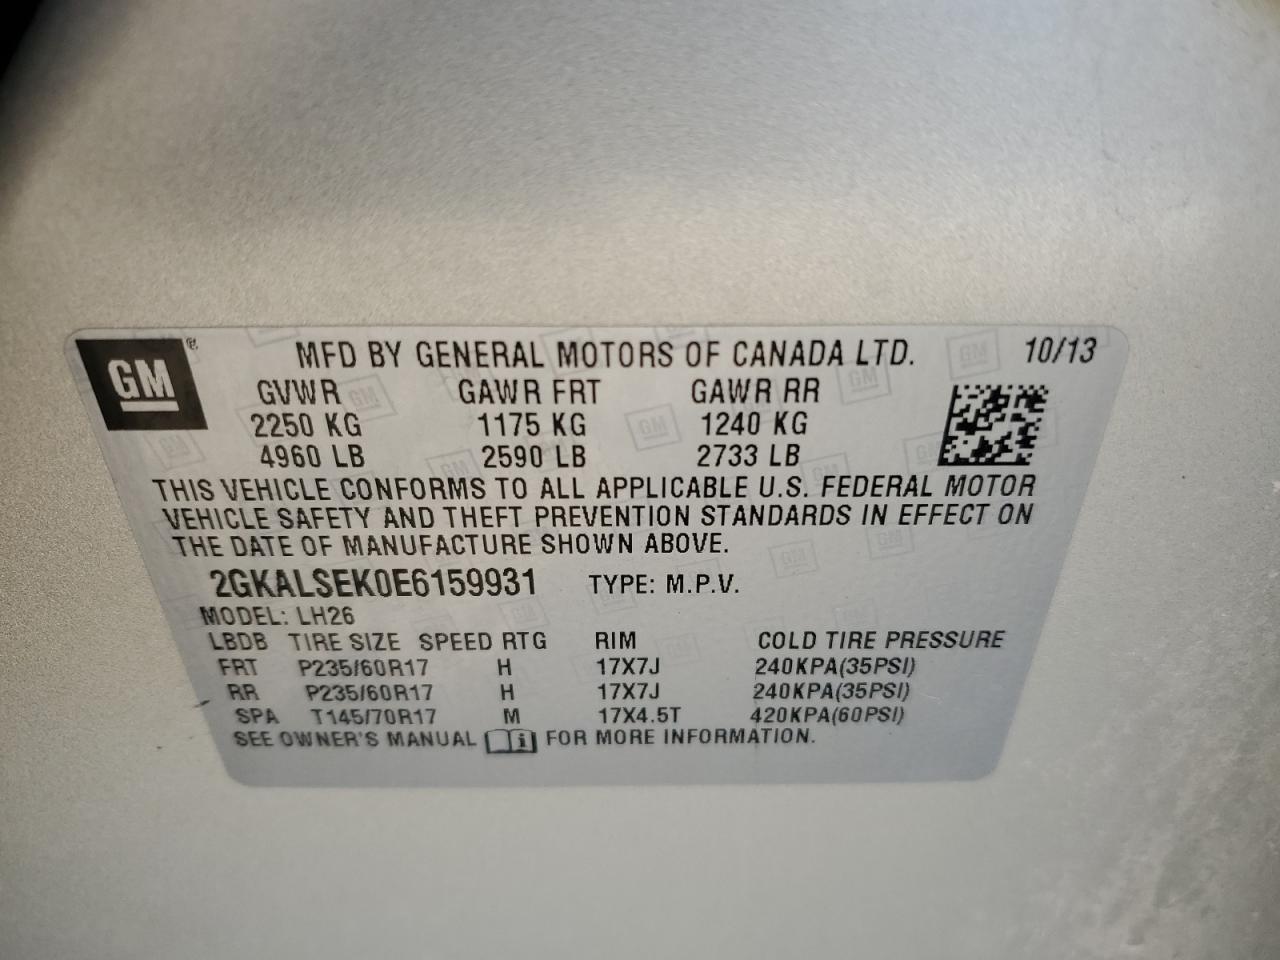 GM® MFD BY GENERAL MOTORS OF CANADA LTD. 10/13
GVWR GAWR FRT GAWR RR
2250 KG 1175 KG 1240 KG
4960 LB 2590 LB 2733 LB
THIS VEHICLE CONFORMS TO ALL APPLICABLE U.S. FEDERAL MOTOR
VEHICLE SAFETY AND THEFT PREVENTION STANDARDS IN EFFECT ON
THE DATE OF MANUFACTURE SHOWN ABOVE.
2GKALSEK0E6159931 TYPE: M.P.V.
MODEL: LH26
LBDB TIRE SIZE SPEED RTG RIM COLD TIRE PRESSURE
FRT P235/60R17 H 17X7J 240KPA(35PSI)
RR P235/60R17 H 17X7J 240KPA(35PSI)
SPA T145/70R17 M 17X4.5T 420KPA(60PSI)
SEE OWNER'S MANUAL i FOR MORE INFORMATION.